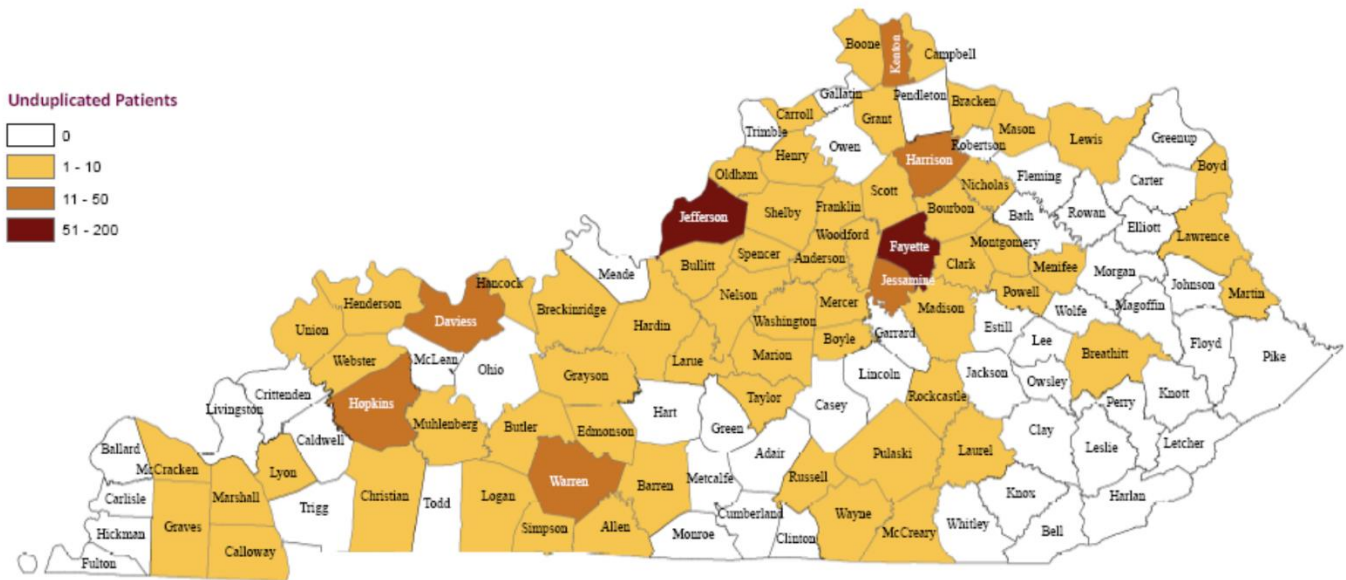 Unduplicated Patients
0
1 - 10
11 - 50
51 - 200
Boone
Kenton
Campbell
Gallatin
Pendleton
Carroll
Grant
Bracken
Mason
Lewis
Greenup
Trimble
Owen
Robertson
Henry
Harrison
Fleming
Boyd
Carter
Oldham
Scott
Nicholas
Jefferson
Shelby
Franklin
Bourbon
Bath
Rowan
Elliott
Woodford
Fayette
Montgomery
Lawrence
Spencer
Anderson
Clark
Menifee
Morgan
Meade
Bullitt
Jessamine
Johnson
Hancock
Nelson
Powell
Martin
Henderson
Breckinridge
Mercer
Madison
Wolfe
Magoffin
Daviess
Hardin
Washington
Union
Garrard
Estill
Boyle
Lee
Floyd
Webster
McLean
Ohio
Larue
Marion
Breathitt
Pike
Grayson
Lincoln
Jackson
Owsley
Crittenden
Taylor
Rockcastle
Knott
Livingston
Hopkins
Hart
Casey
Perry
Muhlenberg
Butler
Edmonson
Green
Clay
Caldwell
Leslie
Letcher
Ballard
Adair
Pulaski
Laurel
McCracken
Lyon
Warren
Russell
Metcalfe
Carlisle
Marshall
Christian
Todd
Logan
Barren
Knox
Harlan
Trigg
Cumberland
Wayne
Graves
Simpson
Allen
Whitley
Hickman
Monroe
Clinton
McCreary
Bell
Calloway
Fulton